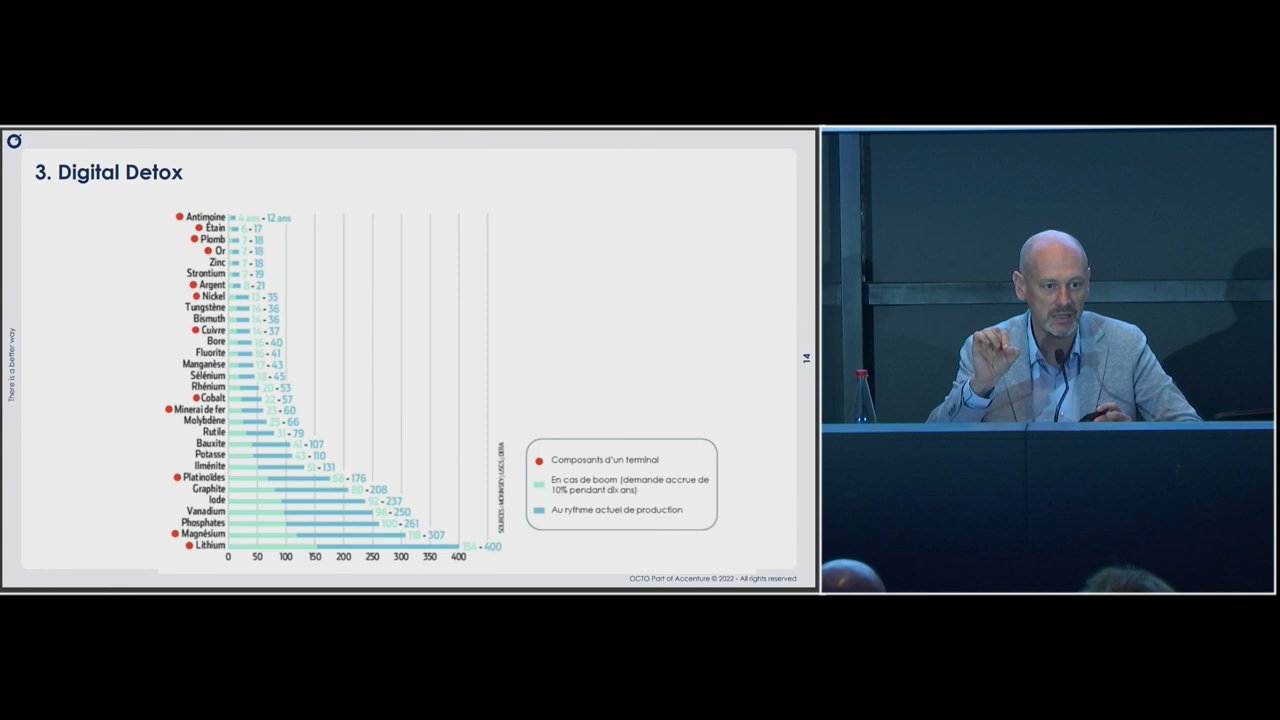 3. Digital Detox
There is a better way
Antimoine 4 ans - 12 ans
Étain 6 - 17
Plomb 7 - 18
Or 7 - 18
Zinc 7 - 18
Strontium 7 - 19
Argent 8 - 21
Nickel 13 - 35
Tungstène 14 - 36
Bismuth 14 - 36
Cuivre 14 - 37
Bore 16 - 40
Fluorite 16 - 41
Manganèse 17 - 43
Sélénium 18 - 45
Rhénium 20 - 53
Cobalt 22 - 57
Minerai de fer 23 - 60
Molybdène 25 - 66
Rutile 31 - 79
Bauxite 41 - 107
Potasse 43 - 110
Ilménite 51 - 131
Platinoïdes 68 - 176
Graphite 80 - 208
Iode 92 - 237
Vanadium 96 - 250
Phosphates 100 - 261
Magnésium 118 - 307
Lithium 154 - 400
0 50 100 150 200 250 300 350 400
SOURCES : MCKINSEY ; USGS ; DERA
Composants d'un terminal
En cas de boom (demande accrue de
10% pendant dix ans)
Au rythme actuel de production
14
OCTO Part of Accenture © 2022 - All rights reserved